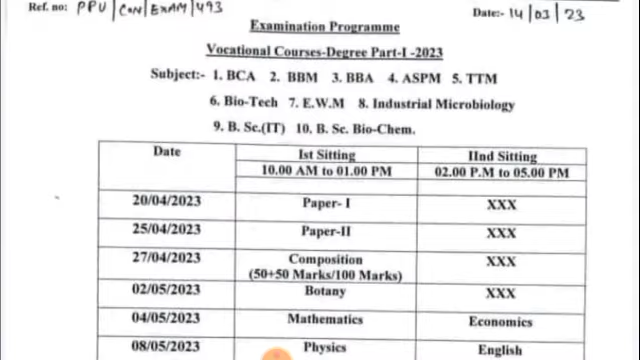 Ref. no: PPU/CON/EXAM/493 Date:- 14/03/23
Examination Programme
Vocational Courses-Degree Part-I -2023
Subject:- 1. BCA 2. BBM 3. BBA 4. ASPM 5. TTM
6. Bio-Tech 7. E.W.M 8. Industrial Microbiology
9. B. Sc.(IT) 10. B. Sc. Bio-Chem.
Date Ist Sitting IInd Sitting
10.00 AM to 01.00 PM 02.00 P.M to 05.00 PM
20/04/2023 Paper- I XXX
25/04/2023 Paper-II XXX
27/04/2023 Composition XXX
(50+50 Marks/100 Marks)
02/05/2023 Botany XXX
04/05/2023 Mathematics Economics
08/05/2023 Physics English